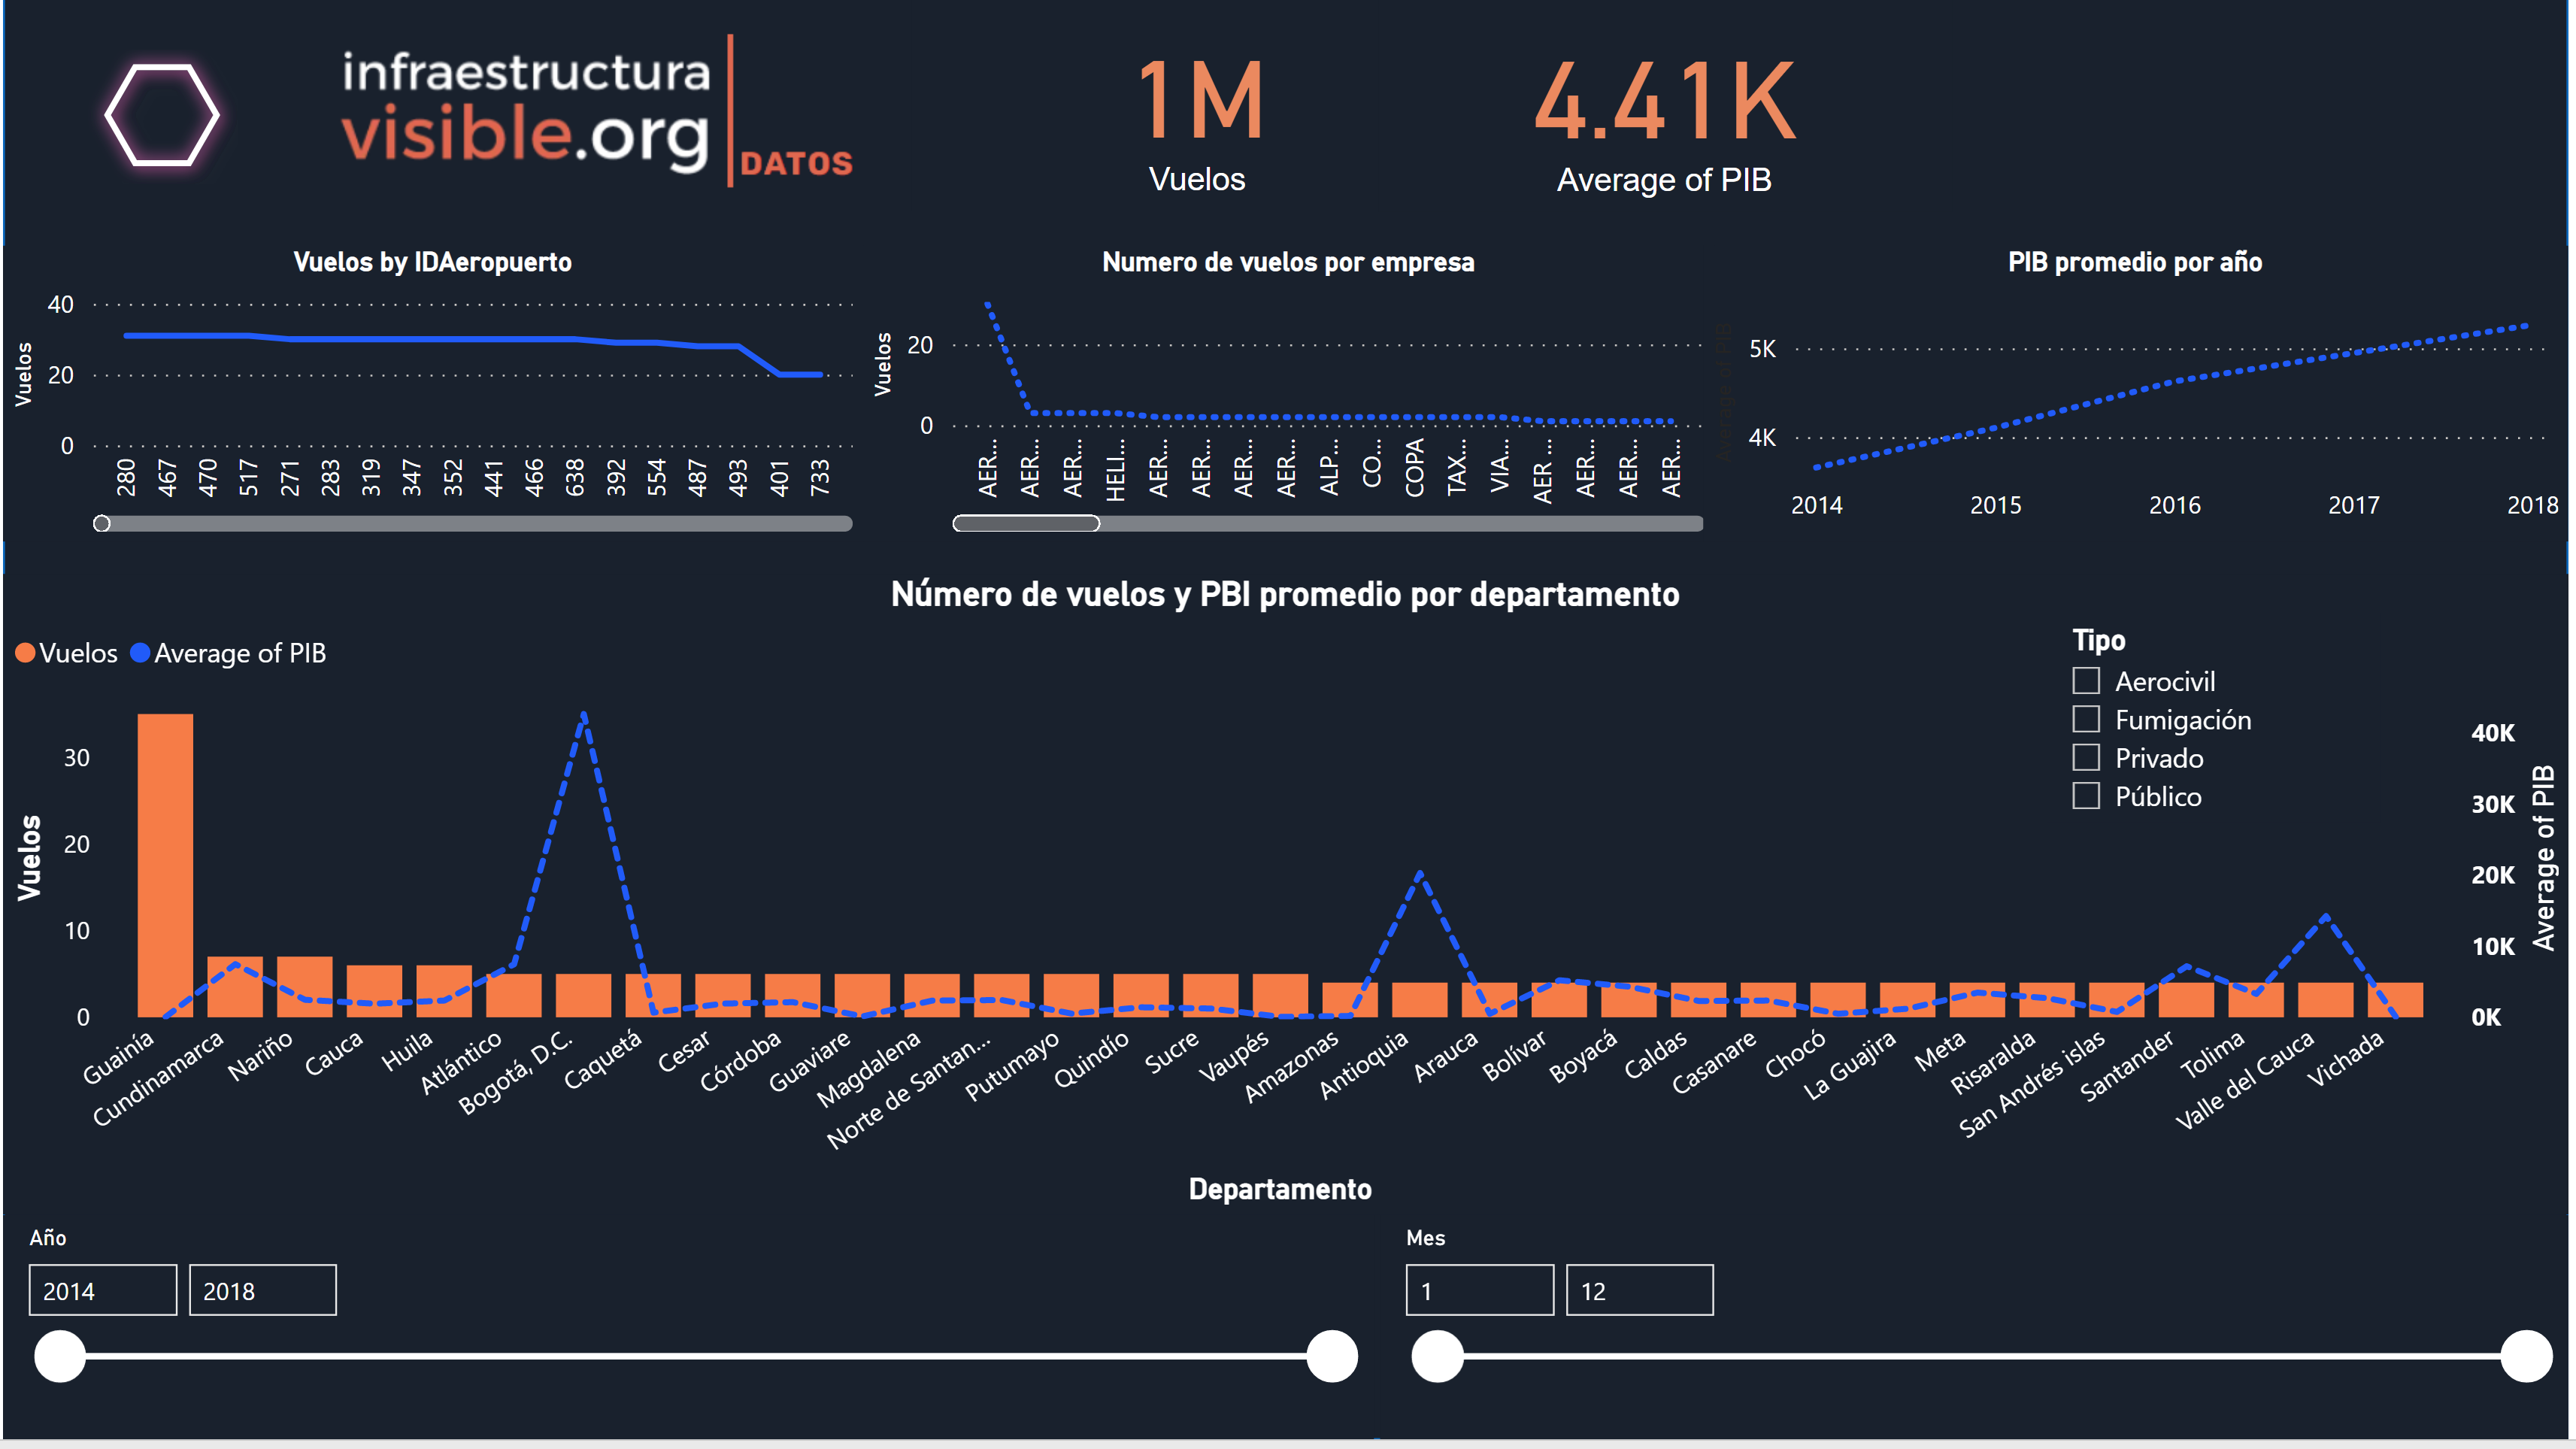 infraestructura
visible.org
DATOS
1M
Vuelos
4.41K
Average of PIB
Vuelos by IDAeropuerto
Vuelos
40
20
0
280 467 470 517 271 283 319 347 352 441 466 638 392 554 487 493 401 733
Numero de vuelos por empresa
Vuelos
20
0
AER... AER... AER... HELI... AER... AER... AER... AER... ALP... CO... COPA TAX... VIA... AER ... AER... AER... AER...
PIB promedio por año
Average of PIB
5K
4K
2014 2015 2016 2017 2018
Número de vuelos y PBI promedio por departamento
Vuelos Average of PIB
Tipo
Aerocivil
Fumigación
Privado
Público
Vuelos
30
20
10
0
40K
30K
20K
10K
0K
Average of PIB
Guainía Cundinamarca Nariño Cauca Huila Atlántico Bogotá, D.C. Caquetá Cesar Córdoba Guaviare Magdalena Norte de Santan... Putumayo Quindío Sucre Vaupés Amazonas Antioquia Arauca Bolívar Boyacá Caldas Casanare Chocó La Guajira Meta Risaralda San Andrés islas Santander Tolima Valle del Cauca Vichada
Departamento
Año
2014 2018
Mes
1 12